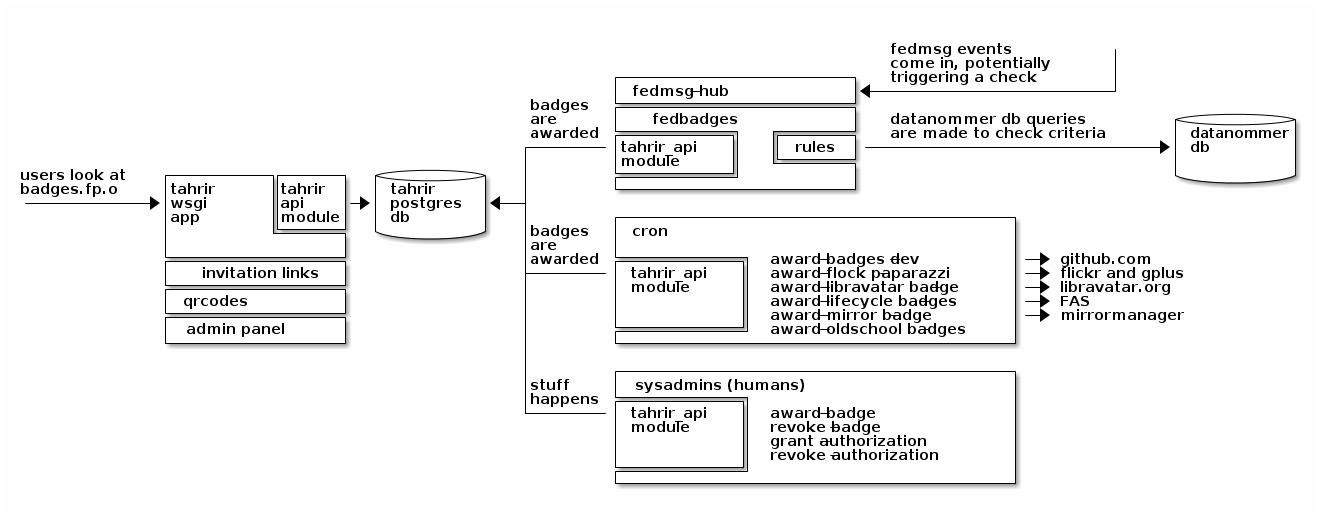 users look at
badges.fp.o
tahrir
wsgi
app
tahrir
api
module
invitation links
qrcodes
admin panel
tahrir
postgres
db
badges
are
awarded
fedmsg-hub
fedbadges
tahrir_api
module
rules
fedmsg events
come in, potentially
triggering a check
datanommer db queries
are made to check criteria
datanommer
db
badges
are
awarded
cron
tahrir_api
module
award-badges-dev
award-flock-paparazzi
award-libravatar-badge
award-lifecycle-badges
award-mirror-badge
award-oldschool-badges
github.com
flickr and gplus
libravatar.org
FAS
mirrormanager
stuff
happens
sysadmins (humans)
tahrir_api
module
award-badge
revoke-badge
grant-authorization
revoke-authorization